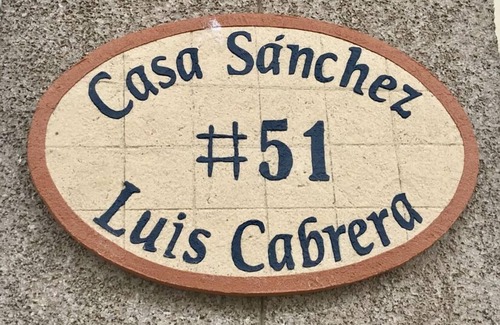 Casa Sánchez
#51
Luis Cabrera